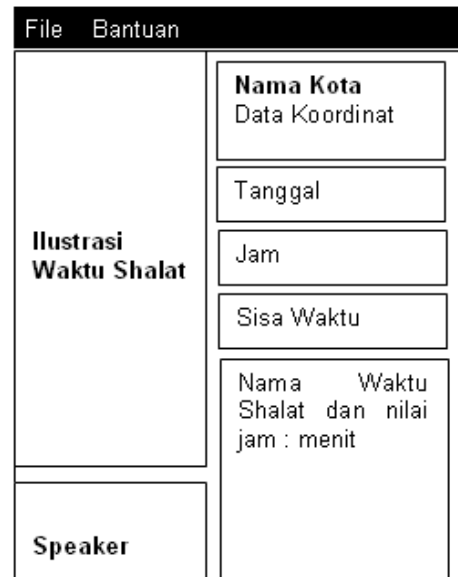 File Bantuan
Ilustrasi
Waktu Shalat
Speaker
Nama Kota
Data Koordinat
Tanggal
Jam
Sisa Waktu
Nama Waktu
Shalat dan nilai
jam : menit